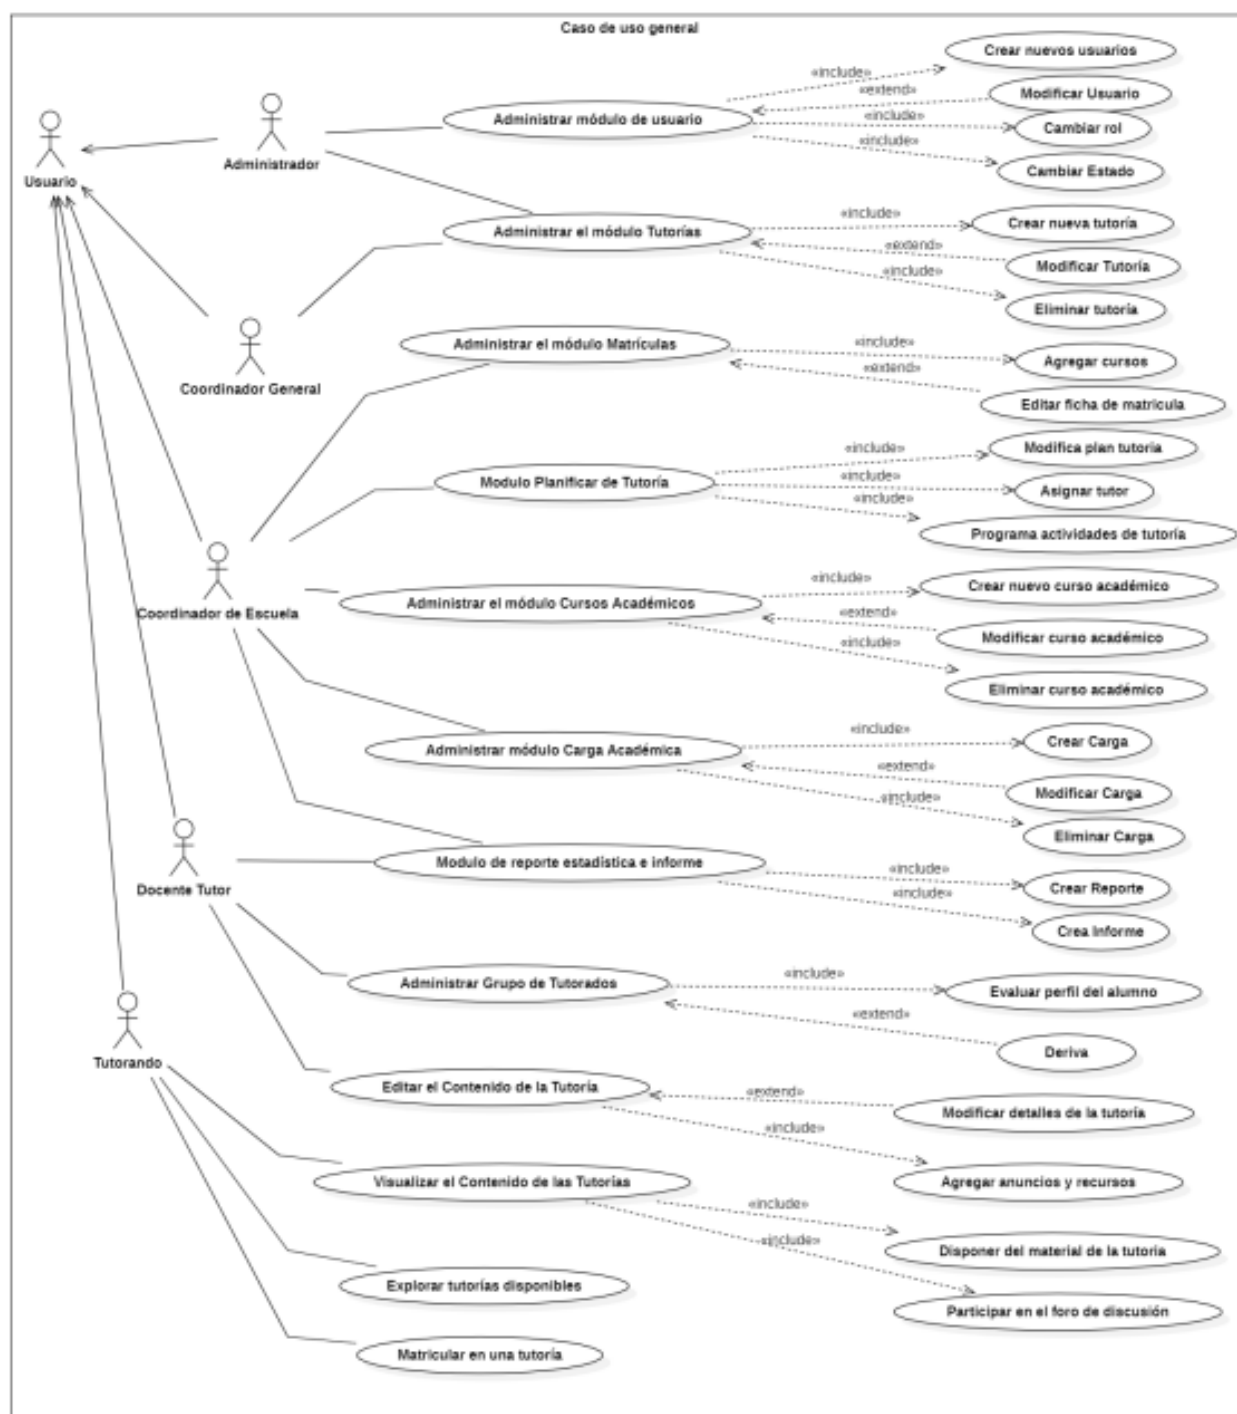 Caso de uso general
Crear nuevos usuarios
«include»
«extend»
Modificar Usuario
Administrar módulo de usuario
«include»
Cambiar rol
«include»
Cambiar Estado
Administrador
Usuario
«include»
Crear nueva tutoría
Administrar el módulo Tutorías
«extend»
Modificar Tutoría
«include»
Eliminar tutoría
Administrar el módulo Matrículas
«include»
Agregar cursos
«extend»
Coordinador General
Editar ficha de matricula
«include»
Modifica plan tutoria
Modulo Planificar de Tutoría
«include»
Asignar tutor
«include»
Programa actividades de tutoría
«include»
Crear nuevo curso académico
Administrar el módulo Cursos Académicos
Coordinador de Escuela
«extend»
Modificar curso académico
«include»
Eliminar curso académico
«include»
Crear Carga
Administrar módulo Carga Académica
«extend»
Modificar Carga
«include»
Eliminar Carga
Modulo de reporte estadística e informe
«include»
Crear Reporte
Docente Tutor
«include»
Crea Informe
Administrar Grupo de Tutorados
«include»
Evaluar perfil del alumno
«extend»
Deriva
Tutorando
Editar el Contenido de la Tutoría
«extend»
Modificar detalles de la tutoría
«include»
Agregar anuncios y recursos
Visualizar el Contenido de las Tutorías
«include»
Disponer del material de la tutoría
«include»
Explorar tutorías disponibles
Participar en el foro de discusión
Matricular en una tutoría